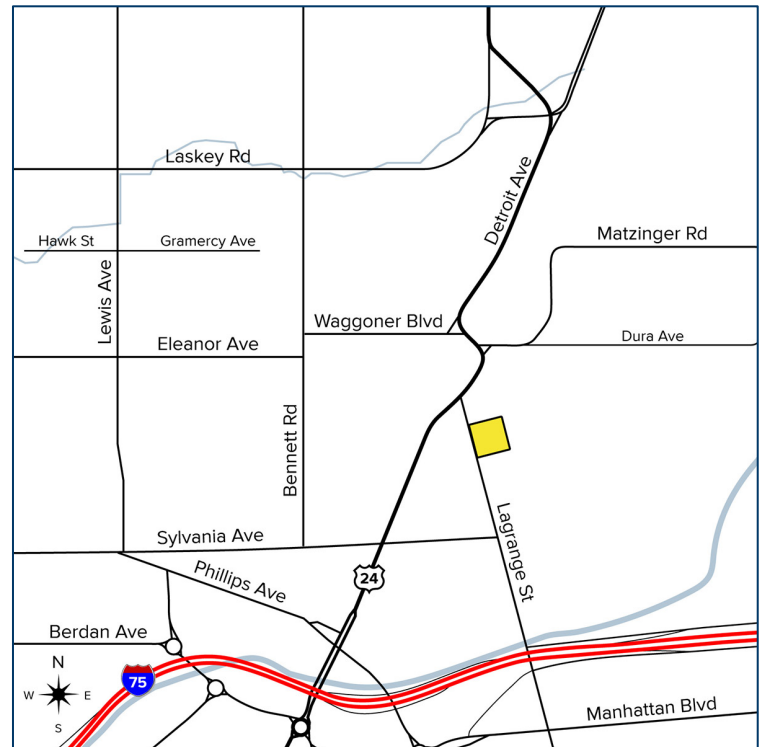 Laskey Rd
Detroit Ave
Hawk St
Gramercy Ave
Matzinger Rd
Lewis Ave
Waggoner Blvd
Dura Ave
Eleanor Ave
Bennett Rd
Lagrange St
Sylvania Ave
Phillips Ave
24
Berdan Ave
N
W
E
S
75
Manhattan Blvd